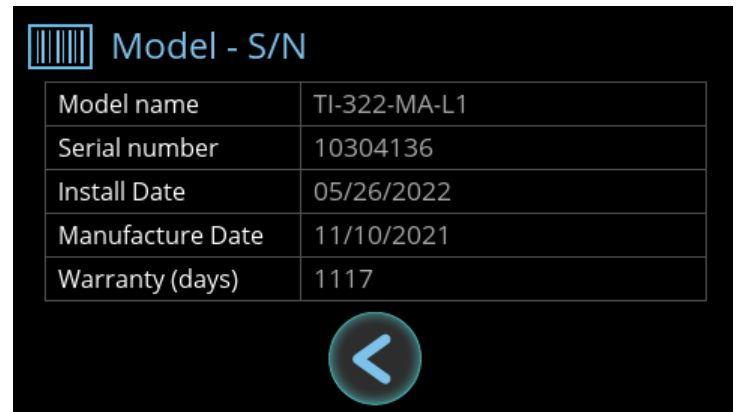 Model - S/N
Model name TI-322-MA-L1
Serial number 10304136
Install Date 05/26/2022
Manufacture Date 11/10/2021
Warranty (days) 1117